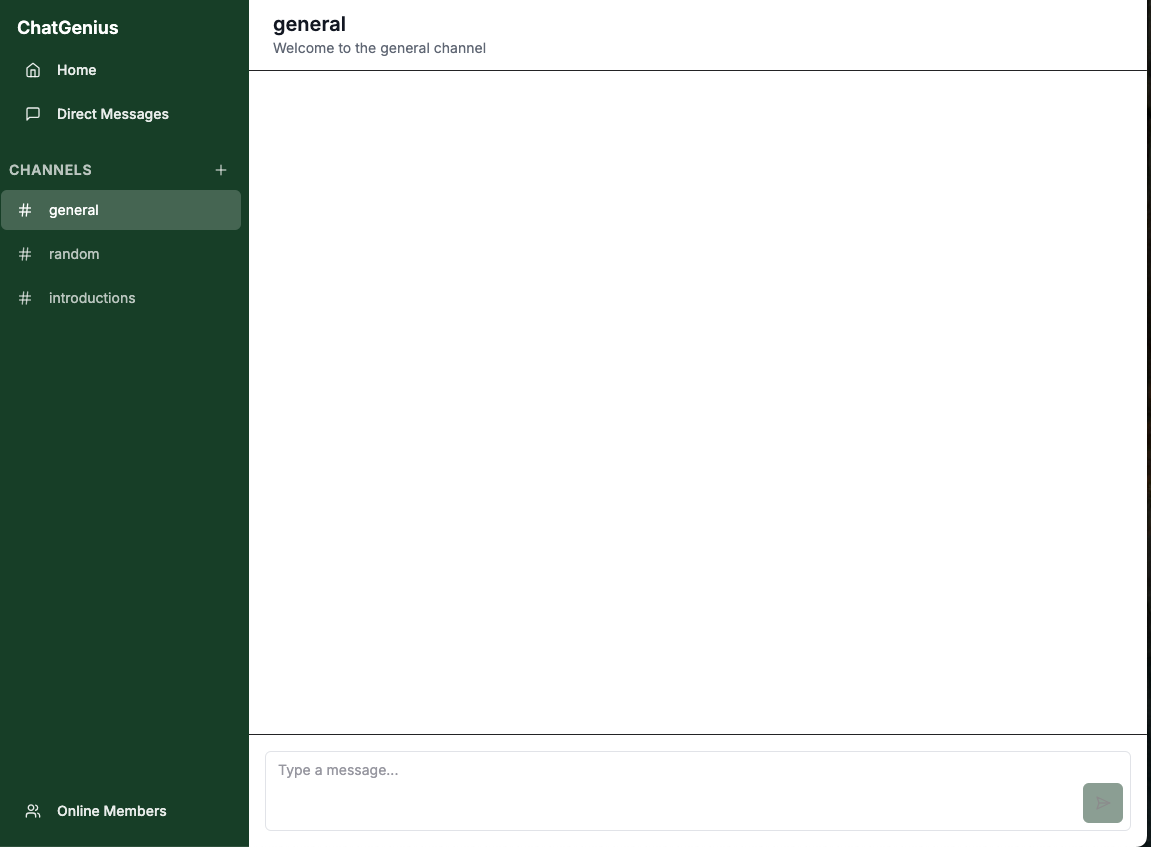 ChatGenius
Home
Direct Messages
CHANNELS
# general
# random
# introductions
Online Members
general
Welcome to the general channel
Type a message...